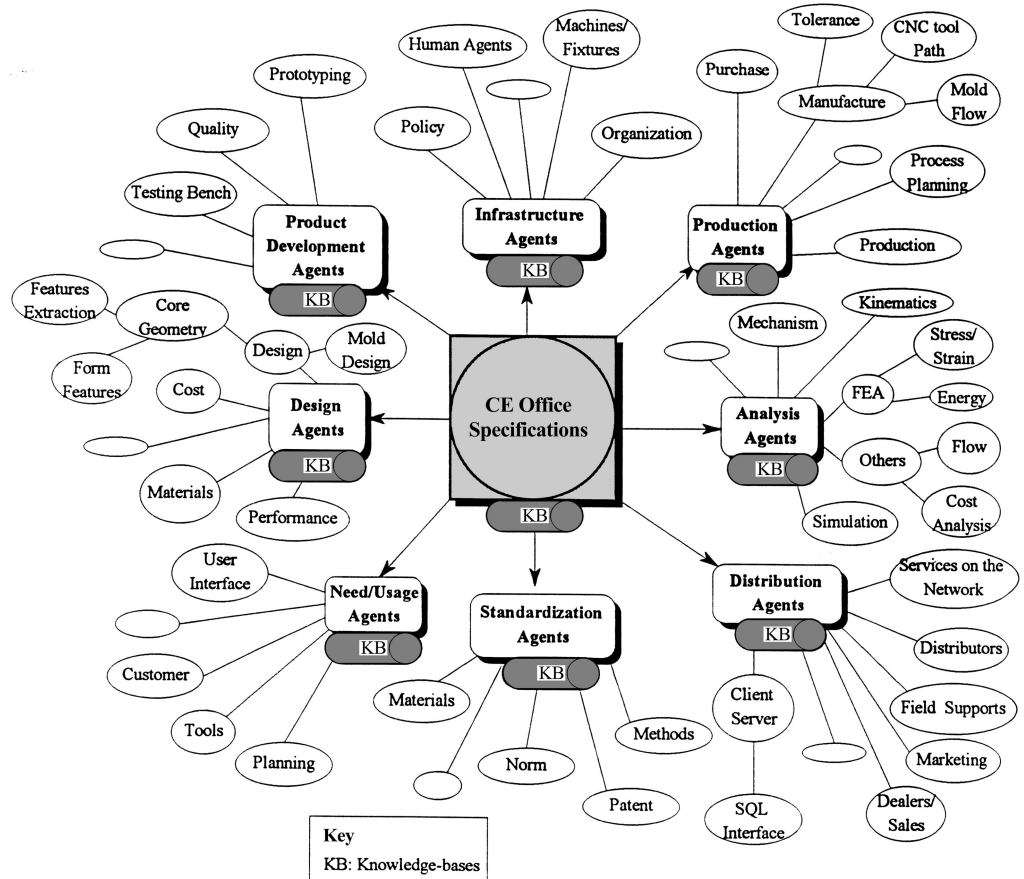 Tolerance
CNC tool
Path
Machines/
Fixtures
Human Agents
Prototyping
Purchase
Manufacture
Mold
Flow
Policy
Organization
Quality
Process
Planning
Testing Bench
Product
Development
Agents
KB
Infrastructure
Agents
KB
Production
Agents
KB
Production
Features
Extraction
Core
Geometry
Form
Features
Design
Mold
Design
Mechanism
Kinematics
Stress/
Strain
FEA
Energy
Cost
Design
Agents
KB
CE Office
Specifications
KB
Analysis
Agents
KB
Others
Flow
Materials
Performance
Simulation
Cost
Analysis
User
Interface
Need/Usage
Agents
KB
Customer
Tools
Planning
Standardization
Agents
KB
Materials
Norm
Methods
Patent
Distribution
Agents
KB
Services on the
Network
Distributors
Client
Server
Field Supports
Marketing
SQL
Interface
Dealers/
Sales
Key
KB: Knowledge-bases